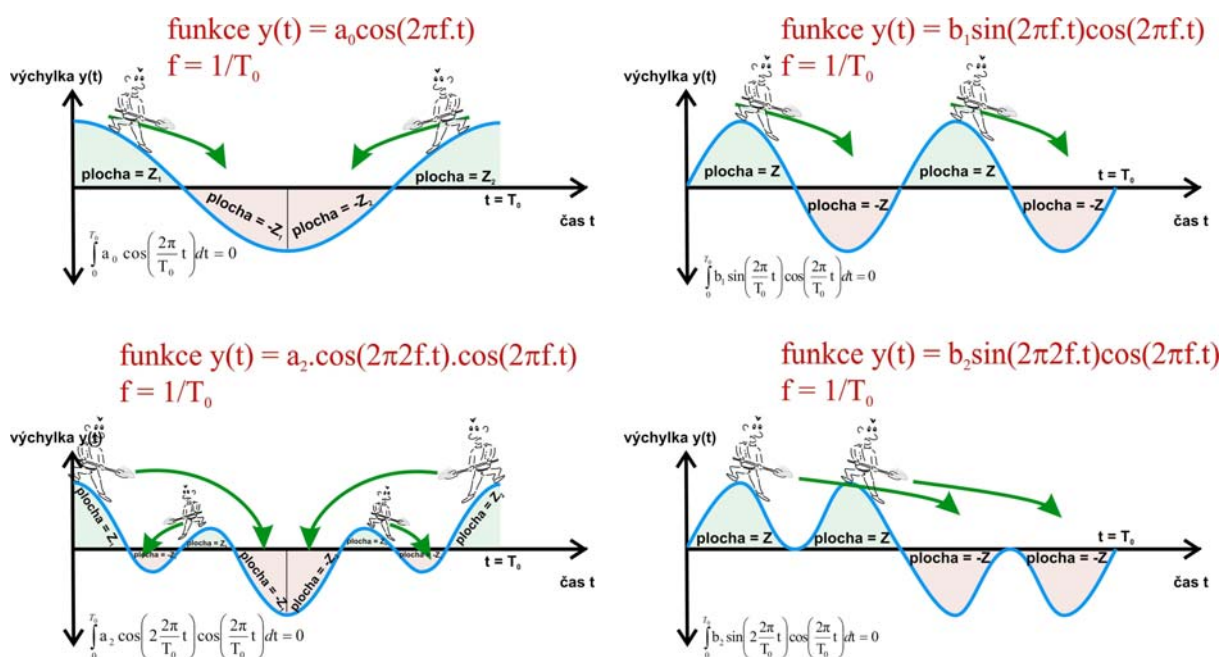 funkce y(t) = a₀cos(2πf.t)
f = 1/T₀
výchylka y(t)
plocha = Z₁
plocha = -Z₁
plocha = -Z₂
plocha = Z₂
t = T₀
čas t
∫₀^T₀ a₀ cos(2π/T₀ t) dt = 0
funkce y(t) = b₁sin(2πf.t)cos(2πf.t)
f = 1/T₀
výchylka y(t)
plocha = Z
plocha = -Z
plocha = Z
plocha = -Z
t = T₀
čas t
∫₀^T₀ b₁ sin(2π/T₀ t) cos(2π/T₀ t) dt = 0
funkce y(t) = a₂.cos(2π2f.t).cos(2πf.t)
f = 1/T₀
výchylka y(t)
plocha = Z₁
plocha = -Z
plocha = Z
plocha = -Z₁
plocha = -Z
plocha = Z
plocha = -Z
plocha = Z
t = T₀
čas t
∫₀^T₀ a₂ cos(2 2π/T₀ t) cos(2π/T₀ t) dt = 0
funkce y(t) = b₂sin(2π2f.t)cos(2πf.t)
f = 1/T₀
výchylka y(t)
plocha = Z
plocha = Z
plocha = -Z
plocha = -Z
t = T₀
čas t
∫₀^T₀ b₂ sin(2 2π/T₀ t) cos(2π/T₀ t) dt = 0